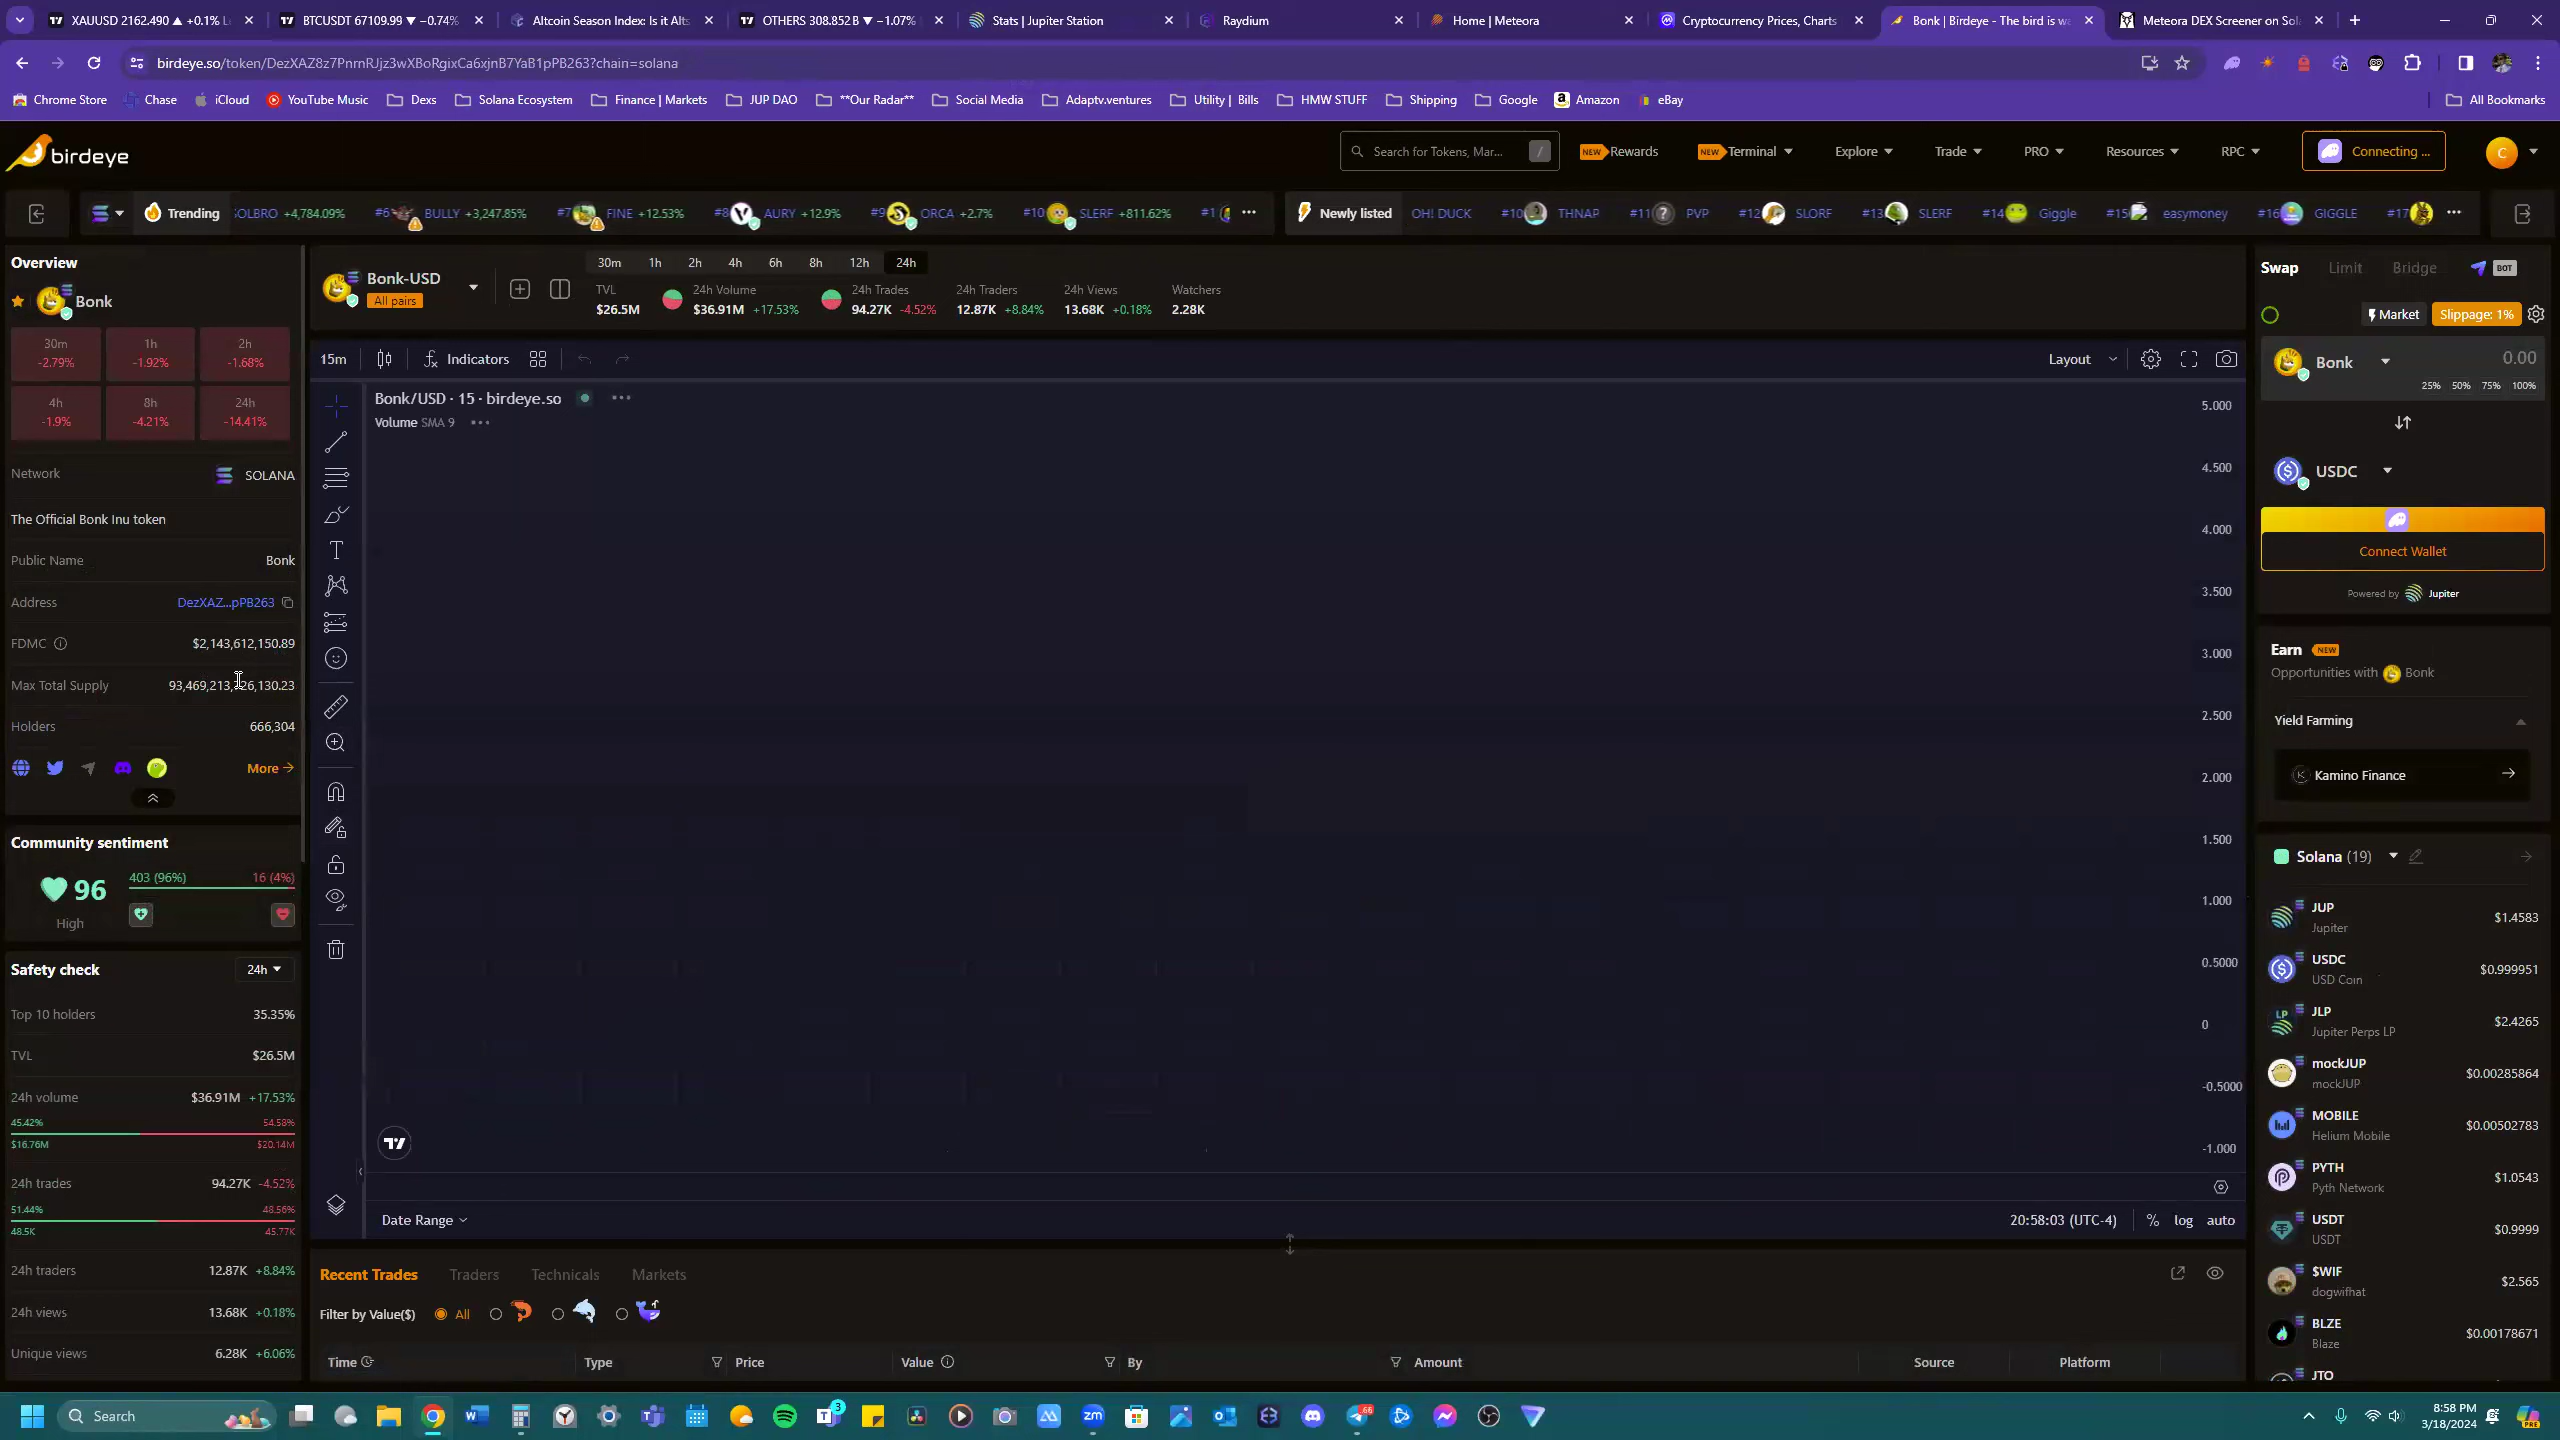 XAUUSD 2162.490 ▲ +0.1%
BTCUSDT 67109.99 ▼ −0.74%
Altcoin Season Index: Is it Alts
OTHERS 308.852 B ▼ −1.07%
Stats | Jupiter Station
Raydium
Home | Meteora
Cryptocurrency Prices, Charts
Bonk | Birdeye - The bird is w
Meteora DEX Screener on Sol
birdeye.so/token/DezXAZ8z7PnrnRJjz3wXBoRgixCa6xjnB7YaB1pPB263?chain=solana
Chrome Store
Chase
iCloud
YouTube Music
Dexs
Solana Ecosystem
Finance | Markets
JUP DAO
**Our Radar**
Social Media
Adaptv.ventures
Utility | Bills
HMW STUFF
Shipping
Google
Amazon
eBay
All Bookmarks
birdeye
Search for Tokens, Mar... /
NEW Rewards
NEW Terminal
Explore
Trade
PRO
Resources
RPC
Connecting ...
C
Trending
SOLBRO +4,784.09%
#6 BULLY +3,247.85%
#7 FINE +12.53%
#8 AURY +12.9%
#9 ORCA +2.7%
#10 SLERF +811.62%
Newly listed
OH! DUCK
#10 THNAP
#11 PVP
#12 SLORF
#13 SLERF
#14 Giggle
#15 easymoney
#16 GIGGLE
#17
Overview
Bonk
30m
-2.79%
1h
-1.92%
2h
-1.68%
4h
-1.9%
8h
-4.21%
24h
-14.41%
Network SOLANA
The Official Bonk Inu token
Public Name Bonk
Address DezXAZ...pPB263
FDMC $2,143,612,150.89
Max Total Supply 93,469,213, 26,130.23
Holders 666,304
More
Community sentiment
96
High
403 (96%) 16 (4%)
Safety check 24h
Top 10 holders 35.35%
TVL $26.5M
24h volume $36.91M +17.53%
45.42% 54.58%
$16.76M $20.14M
24h trades 94.27K -4.52%
51.44% 48.56%
48.5K 45.77K
24h traders 12.87K +8.84%
24h views 13.68K +0.18%
Unique views 6.28K +6.06%
Bonk-USD
All pairs
30m 1h 2h 4h 6h 8h 12h 24h
TVL
$26.5M
24h Volume
$36.91M +17.53%
24h Trades
94.27K -4.52%
24h Traders
12.87K +8.84%
24h Views
13.68K +0.18%
Watchers
2.28K
15m
Indicators
Layout
Bonk/USD · 15 · birdeye.so
Volume SMA 9
5.000
4.500
4.000
3.500
3.000
2.500
2.000
1.500
1.000
0.5000
0
-0.5000
-1.000
Date Range
20:58:03 (UTC-4) % log auto
Recent Trades
Traders
Technicals
Markets
Filter by Value($) All
Time Type Price Value By Amount Source Platform
Swap Limit Bridge BOT
Market
Slippage: 1%
Bonk 0.00
25% 50% 75% 100%
USDC
Connect Wallet
Powered by Jupiter
Earn NEW
Opportunities with Bonk
Yield Farming
Kamino Finance
Solana (19)
JUP
Jupiter
$1.4583
USDC
USD Coin
$0.999951
JLP
Jupiter Perps LP
$2.4265
mockJUP
mockJUP
$0.00285864
MOBILE
Helium Mobile
$0.00502783
PYTH
Pyth Network
$1.0543
USDT
USDT
$0.9999
$WIF
dogwifhat
$2.565
BLZE
Blaze
$0.00178671
JTO
Search
3
66
8:58 PM
3/18/2024
PRE